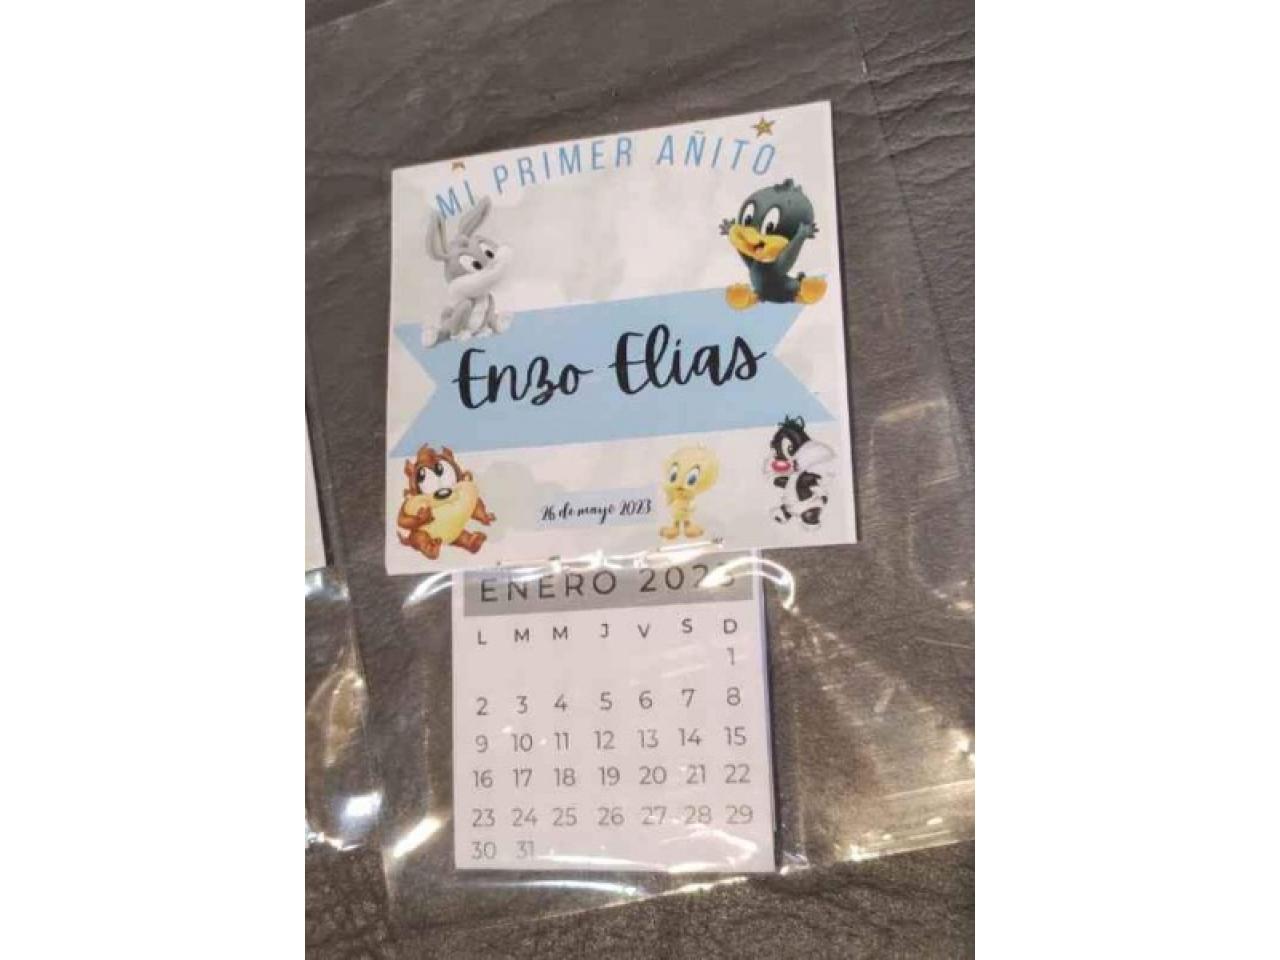 MI PRIMER AÑITO
Enzo Elias
26 de mayo 2023
ENERO 2023
L M M J V S D
1
2 3 4 5 6 7 8
9 10 11 12 13 14 15
16 17 18 19 20 21 22
23 24 25 26 27 28 29
30 31